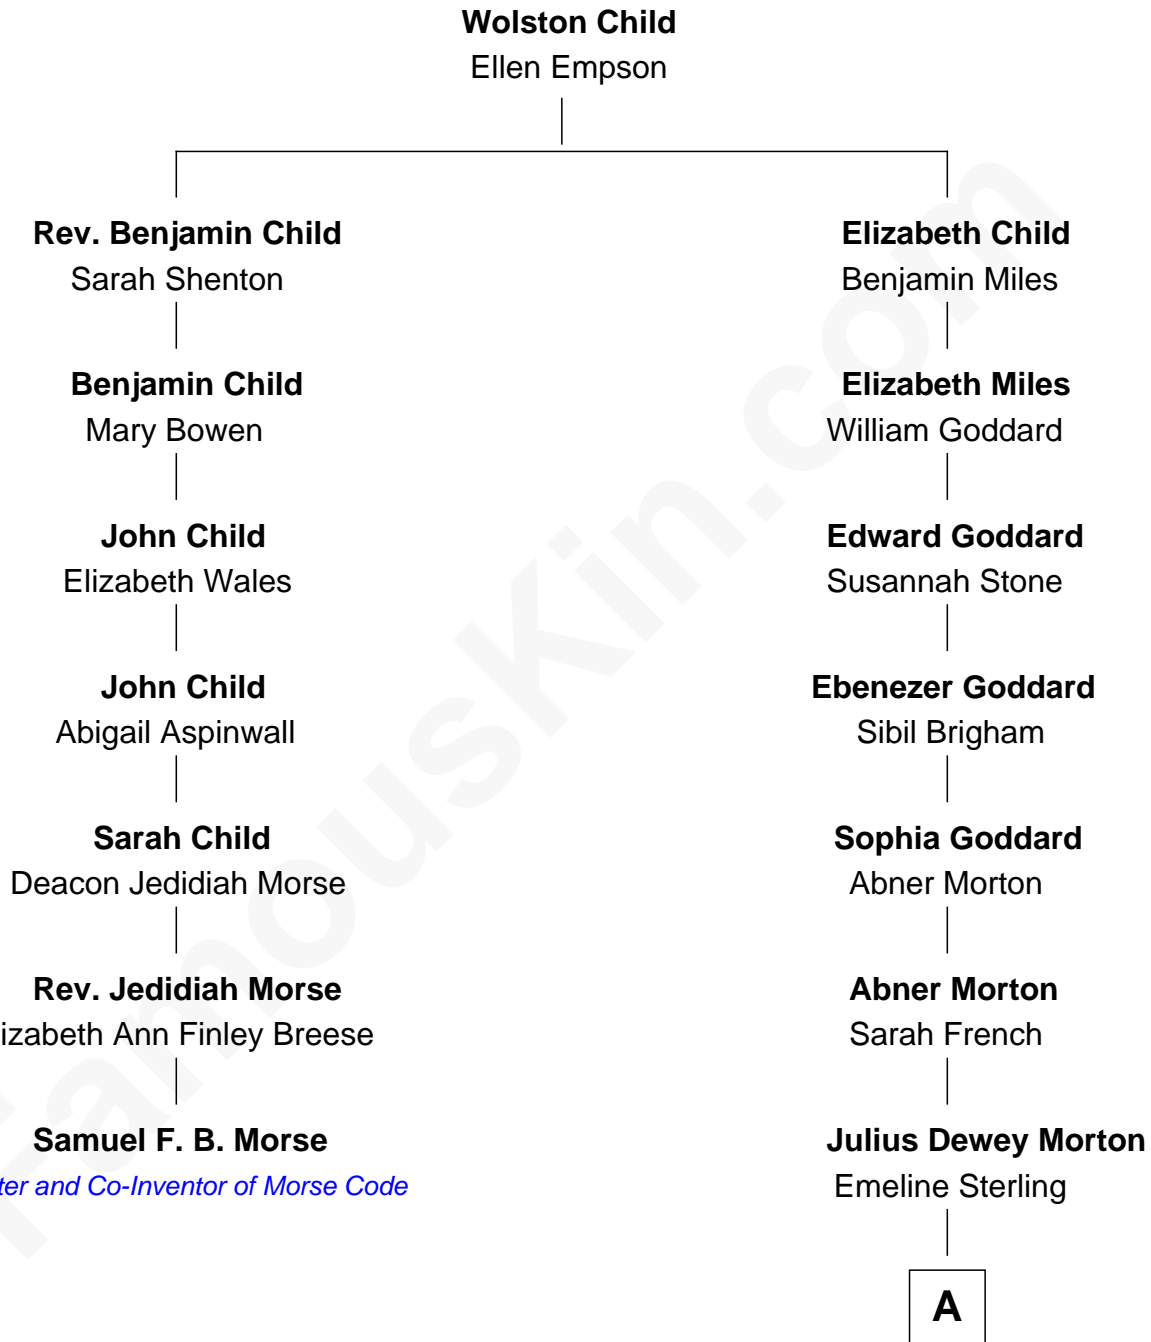 Wolston Child
Ellen Empson
Rev. Benjamin Child
Sarah Shenton
Elizabeth Child
Benjamin Miles
Benjamin Child
Mary Bowen
Elizabeth Miles
William Goddard
John Child
Elizabeth Wales
Edward Goddard
Susannah Stone
John Child
Abigail Aspinwall
Ebenezer Goddard
Sibil Brigham
Sarah Child
Deacon Jedidiah Morse
Sophia Goddard
Abner Morton
Rev. Jedidiah Morse
izabeth Ann Finley Breese
Abner Morton
Sarah French
Samuel F. B. Morse
ter and Co-Inventor of Morse Code
Julius Dewey Morton
Emeline Sterling
A
FamousKin.com